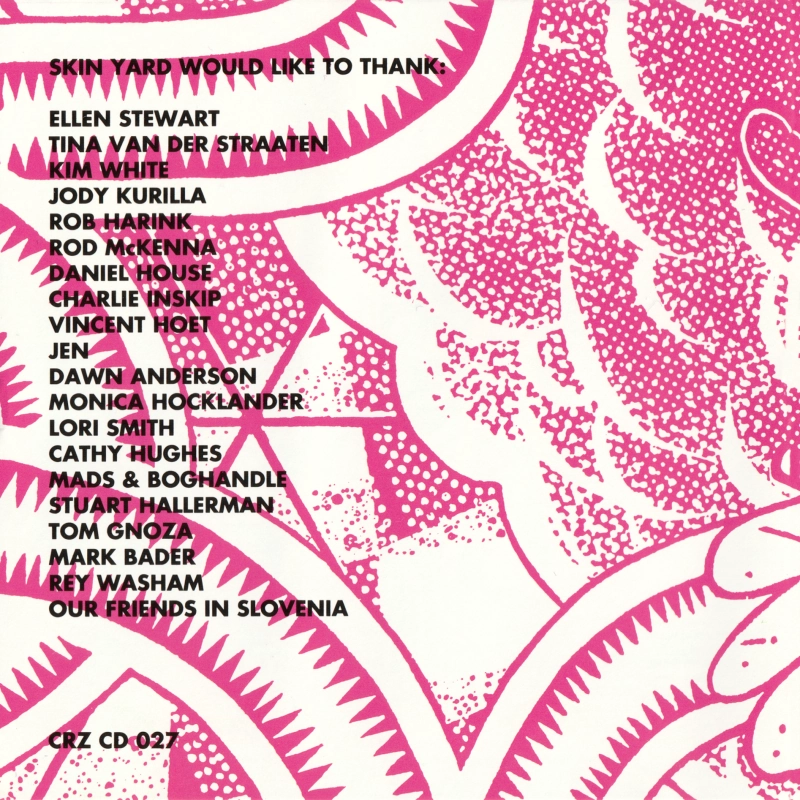 SKIN YARD WOULD LIKE TO THANK:
ELLEN STEWART
TINA VAN DER STRAATEN
KIM WHITE
JODY KURILLA
ROB HARINK
ROD McKENNA
DANIEL HOUSE
CHARLIE INSKIP
VINCENT HOET
JEN
DAWN ANDERSON
MONICA HOCKLANDER
LORI SMITH
CATHY HUGHES
MADS & BOGHANDLE
STUART HALLERMAN
TOM GNOZA
MARK BADER
REY WASHAM
OUR FRIENDS IN SLOVENIA
CRZ CD 027